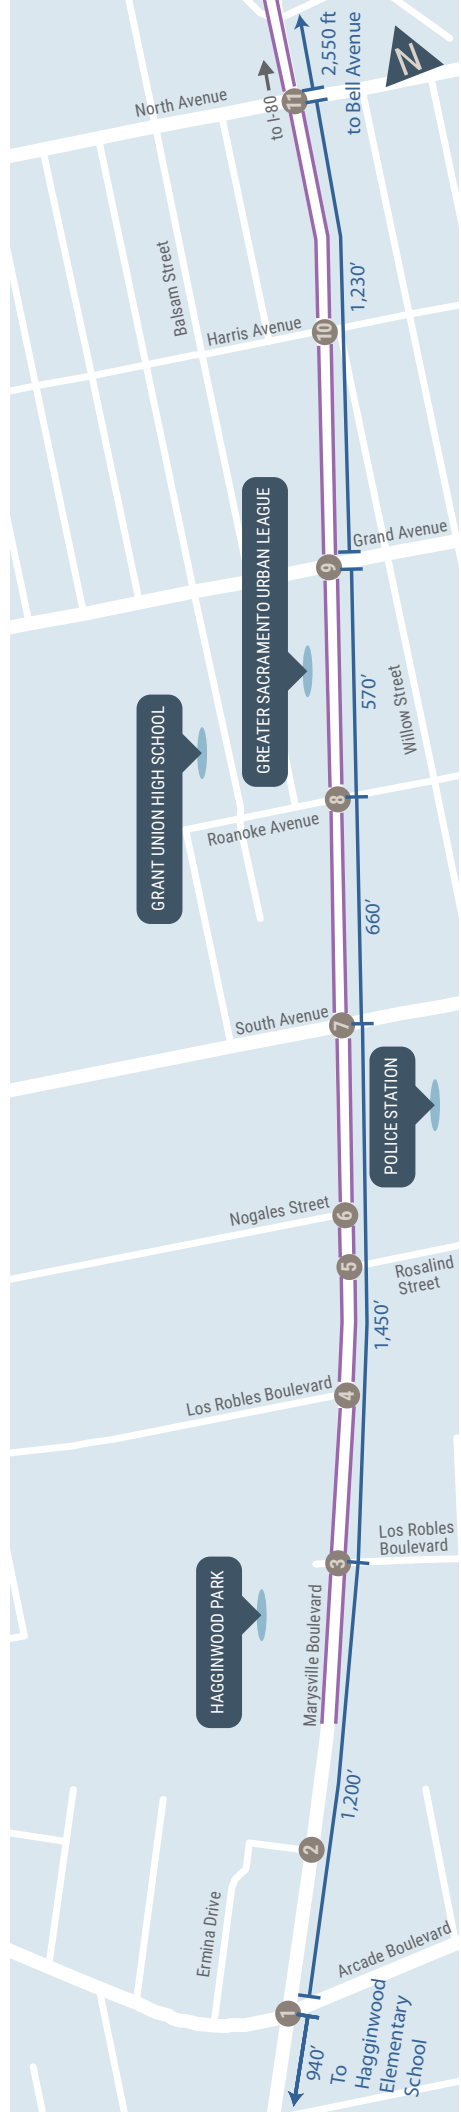 2,550 ft
to Bell Avenue
N
to I-80
11
North Avenue
Balsam Street
1,230’
Harris Avenue
10
GREATER SACRAMENTO URBAN LEAGUE
Grand Avenue
9
GRANT UNION HIGH SCHOOL
570’
Willow Street
8
Roanoke Avenue
660’
South Avenue
7
POLICE STATION
Nogales Street
6
5
Rosalind
Street
1,450’
Los Robles Boulevard
4
Los Robles
Boulevard
3
HAGGINWOOD PARK
Marysville Boulevard
1,200’
2
Ermina Drive
Arcade Boulevard
1
940’
To
Hagginwood
Elementary
School